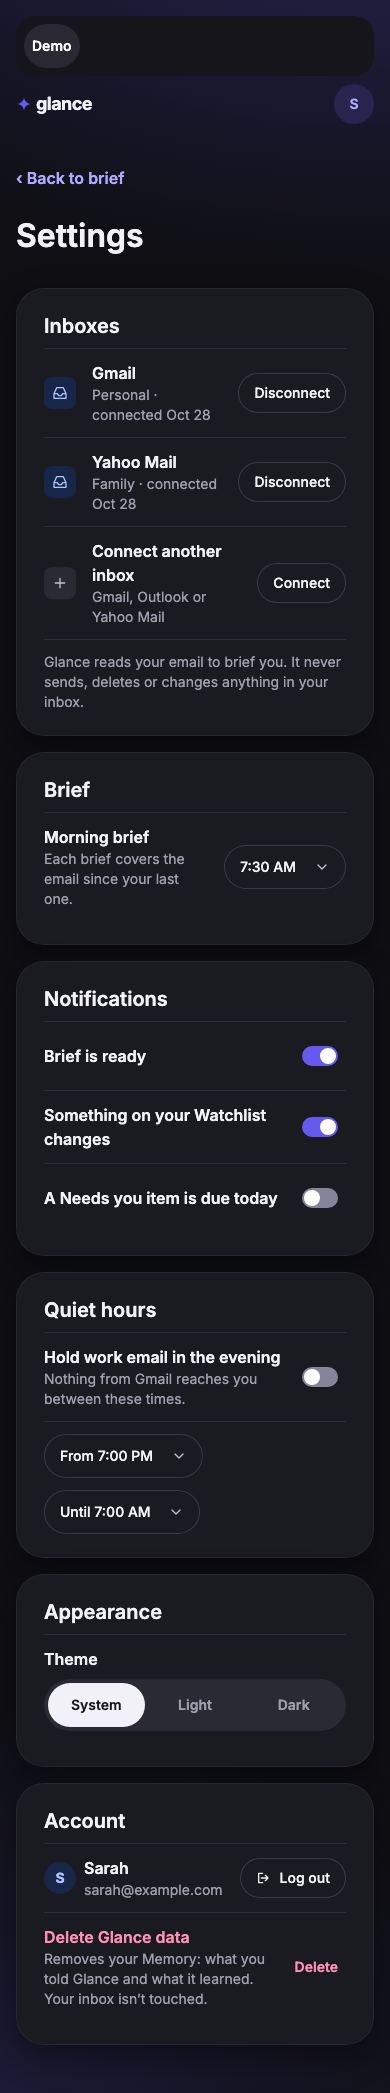 Demo
glance
S
‹ Back to brief
Settings
Inboxes
Gmail
Personal ·
connected Oct 28
Disconnect
Yahoo Mail
Family · connected
Oct 28
Disconnect
Connect another
inbox
Gmail, Outlook or
Yahoo Mail
Connect
Glance reads your email to brief you. It never
sends, deletes or changes anything in your
inbox.
Brief
Morning brief
Each brief covers the
email since your last
one.
7:30 AM
Notifications
Brief is ready
Something on your Watchlist
changes
A Needs you item is due today
Quiet hours
Hold work email in the evening
Nothing from Gmail reaches you
between these times.
From 7:00 PM
Until 7:00 AM
Appearance
Theme
System
Light
Dark
Account
S
Sarah
sarah@example.com
Log out
Delete Glance data
Removes your Memory: what you
told Glance and what it learned.
Your inbox isn’t touched.
Delete